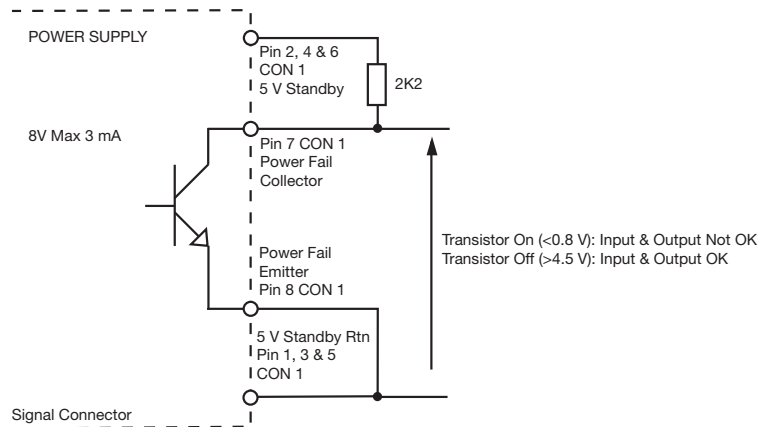 POWER SUPPLY
Pin 2, 4 & 6
CON 1
5 V Standby
2K2
8V Max 3 mA
Pin 7 CON 1
Power Fail
Collector
Transistor On (<0.8 V): Input & Output Not OK
Transistor Off (>4.5 V): Input & Output OK
Power Fail
Emitter
Pin 8 CON 1
5 V Standby Rtn
Pin 1, 3 & 5
CON 1
Signal Connector